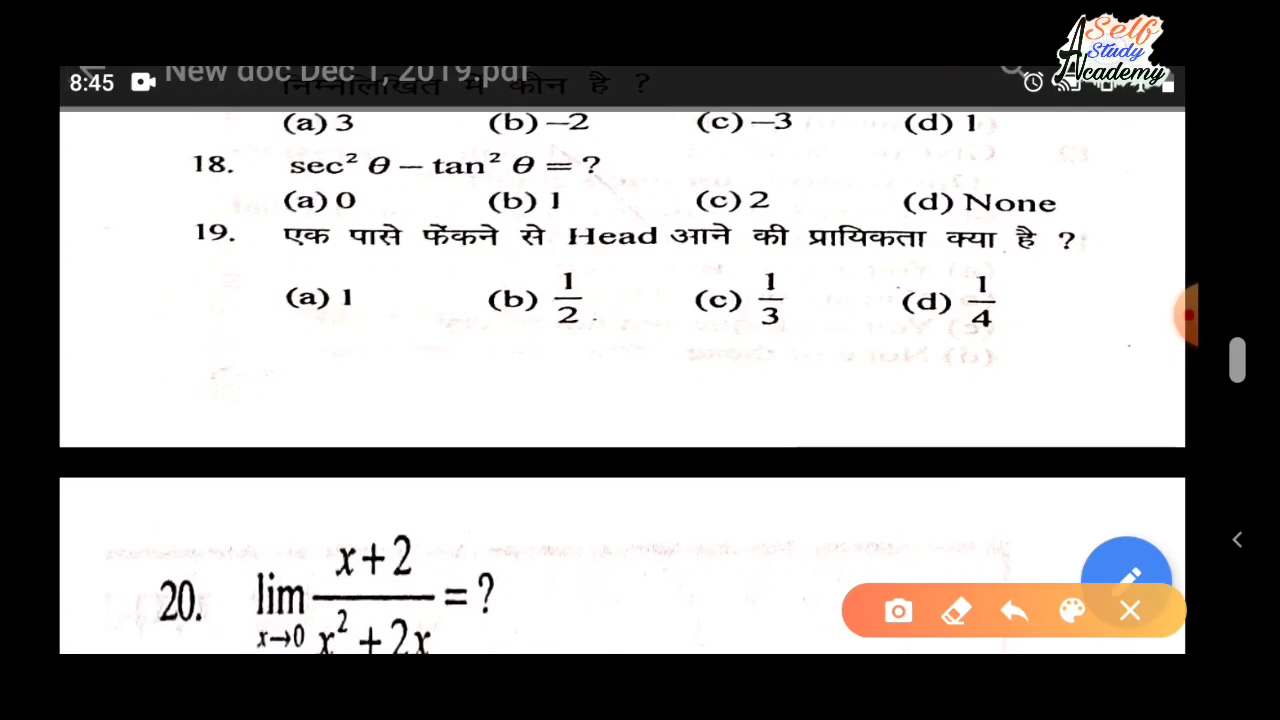 Self
Study
Academy
New doc Dec 1, 2019.pdf
8:45
निम्नलिखित में कौन है ?
(a) 3 (b) –2 (c) –3 (d) 1
18. sec² θ – tan² θ = ?
(a) 0 (b) 1 (c) 2 (d) None
19. एक पासे फेंकने से Head आने की प्रायिकता क्या है ?
(a) 1 (b) 1/2 (c) 1/3 (d) 1/4
20. lim x→0 x+2 / x² + 2x = ?